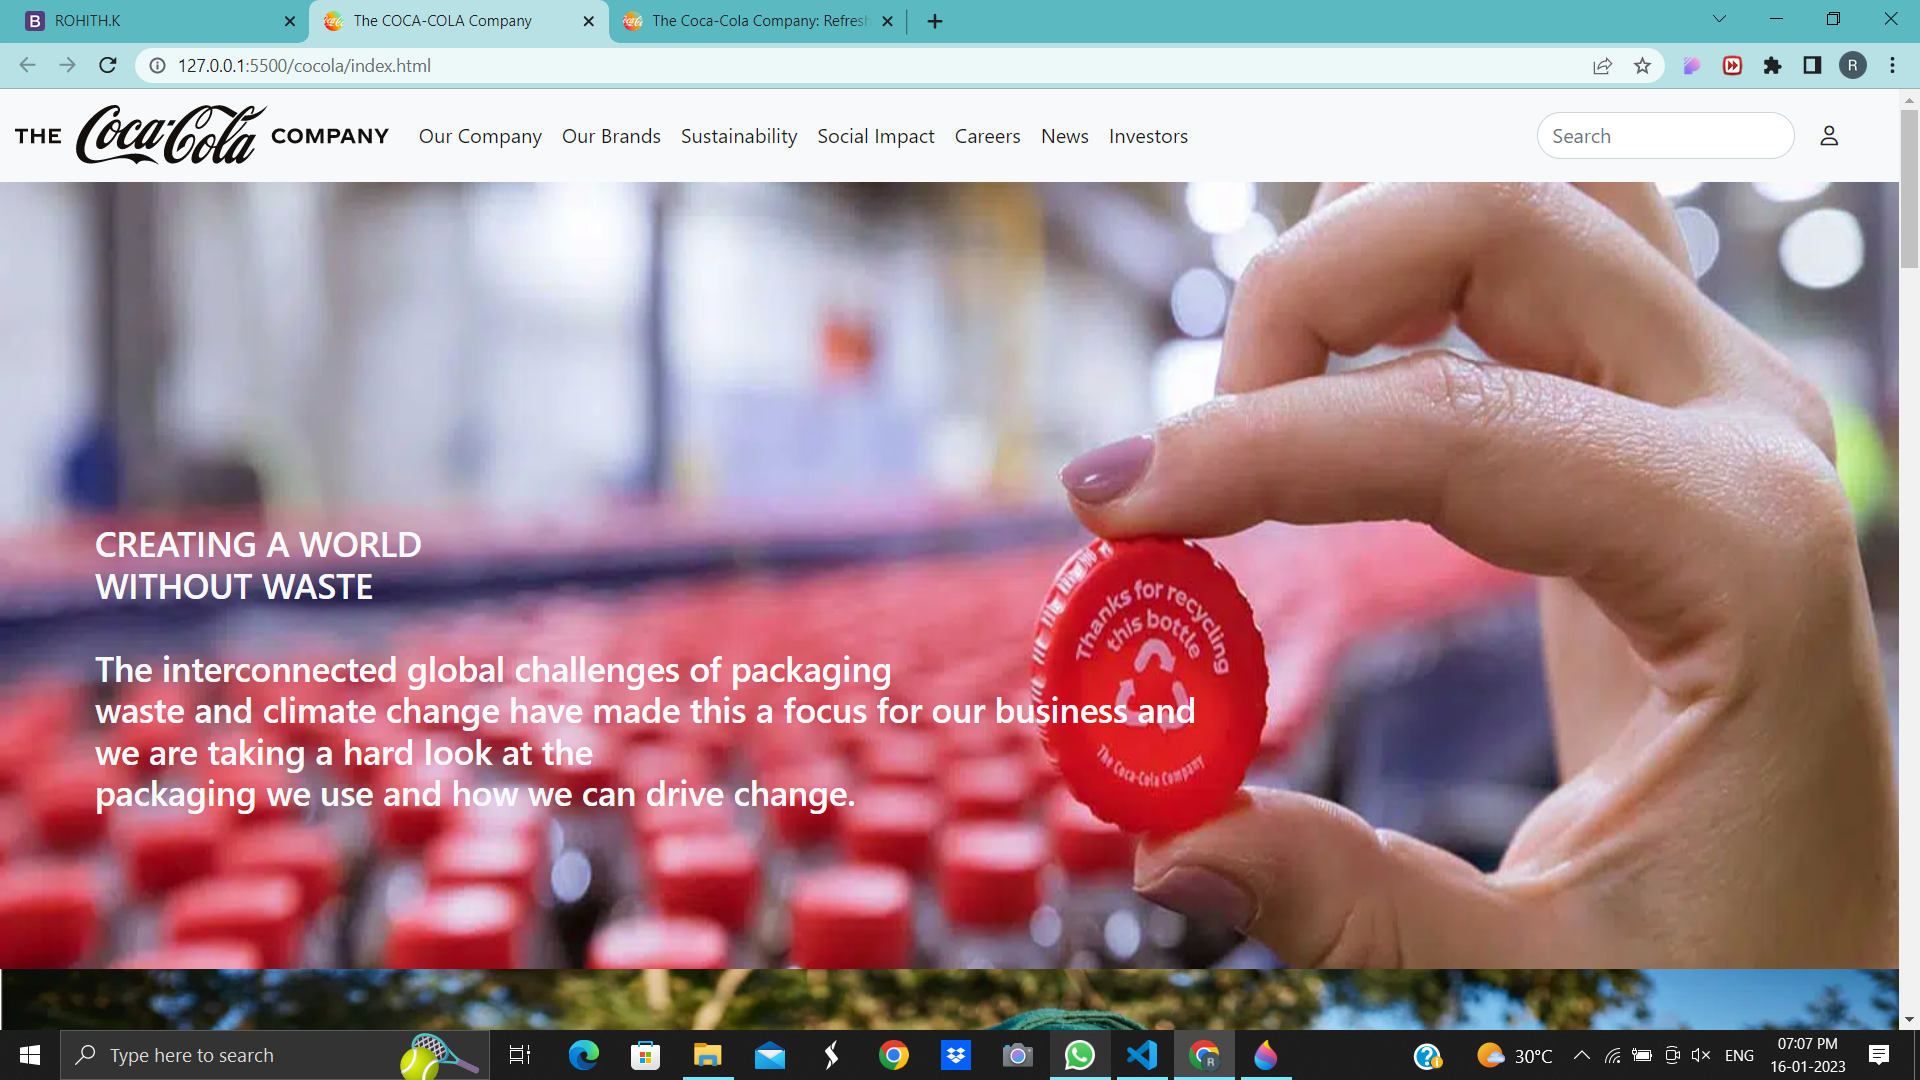 ROHITH.K
The COCA-COLA Company
The Coca-Cola Company: Refresh
127.0.0.1:5500/cocola/index.html
R
THE Coca-Cola COMPANY
Our Company
Our Brands
Sustainability
Social Impact
Careers
News
Investors
Search
CREATING A WORLD
WITHOUT WASTE
The interconnected global challenges of packaging
waste and climate change have made this a focus for our business and
we are taking a hard look at the
packaging we use and how we can drive change.
Thanks for recycling
this bottle
The Coca-Cola Company
Type here to search
30°C
ENG
07:07 PM
16-01-2023